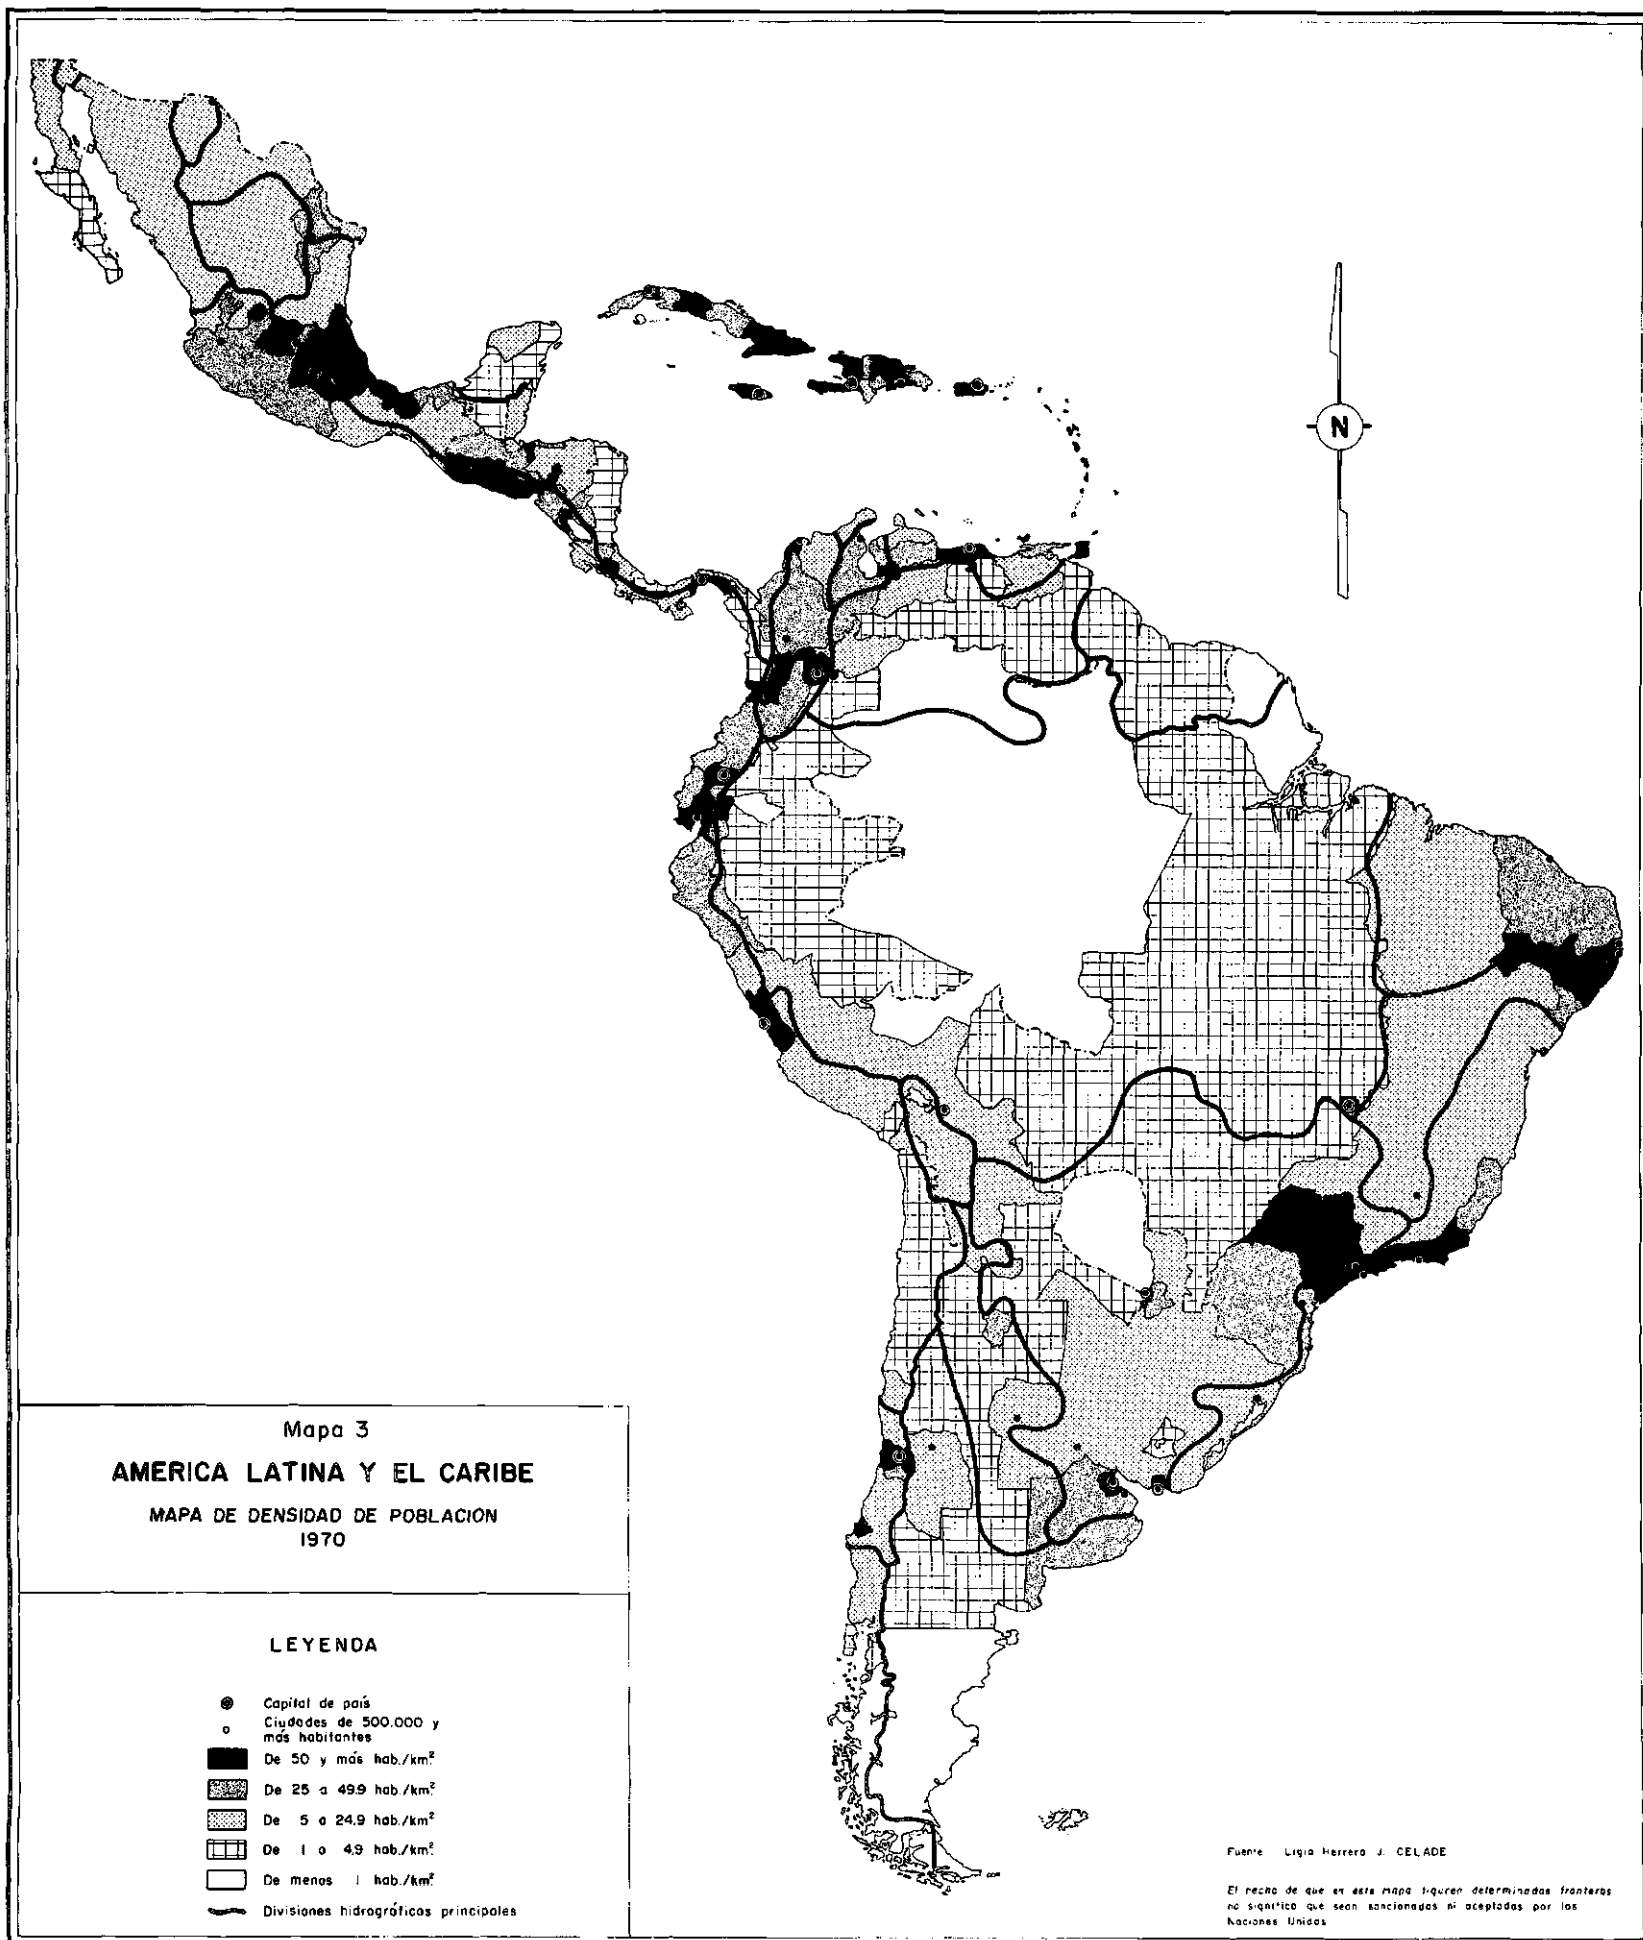 N
Mapa 3
AMERICA LATINA Y EL CARIBE
MAPA DE DENSIDAD DE POBLACION
1970
LEYENDA
Capital de país
Ciudades de 500.000 y
más habitantes
De 50 y más hab./km²
De 25 a 49.9 hab./km²
De 5 a 24.9 hab./km²
De 1 a 4.9 hab./km²
De menos 1 hab./km²
Divisiones hidrográficas principales
Fuente Ligia Herrera J. CELADE
El hecho de que en este mapa figuren determinadas fronteras
no significa que sean sancionadas ni aceptadas por las
Naciones Unidas